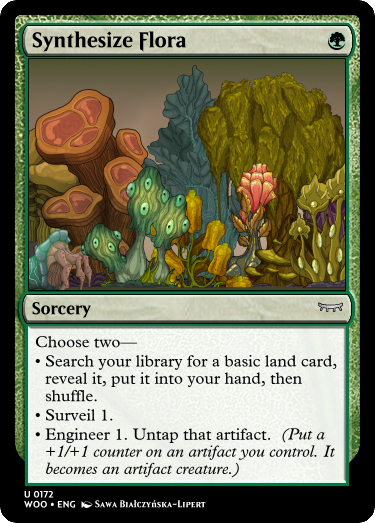 Synthesize Flora
Sorcery
Choose two—
• Search your library for a basic land card,
reveal it, put it into your hand, then
shuffle.
• Surveil 1.
• Engineer 1. Untap that artifact. (Put a
+1/+1 counter on an artifact you control. It
becomes an artifact creature.)
U 0172
WOO • ENG Sawa Białczyńska-Lipert